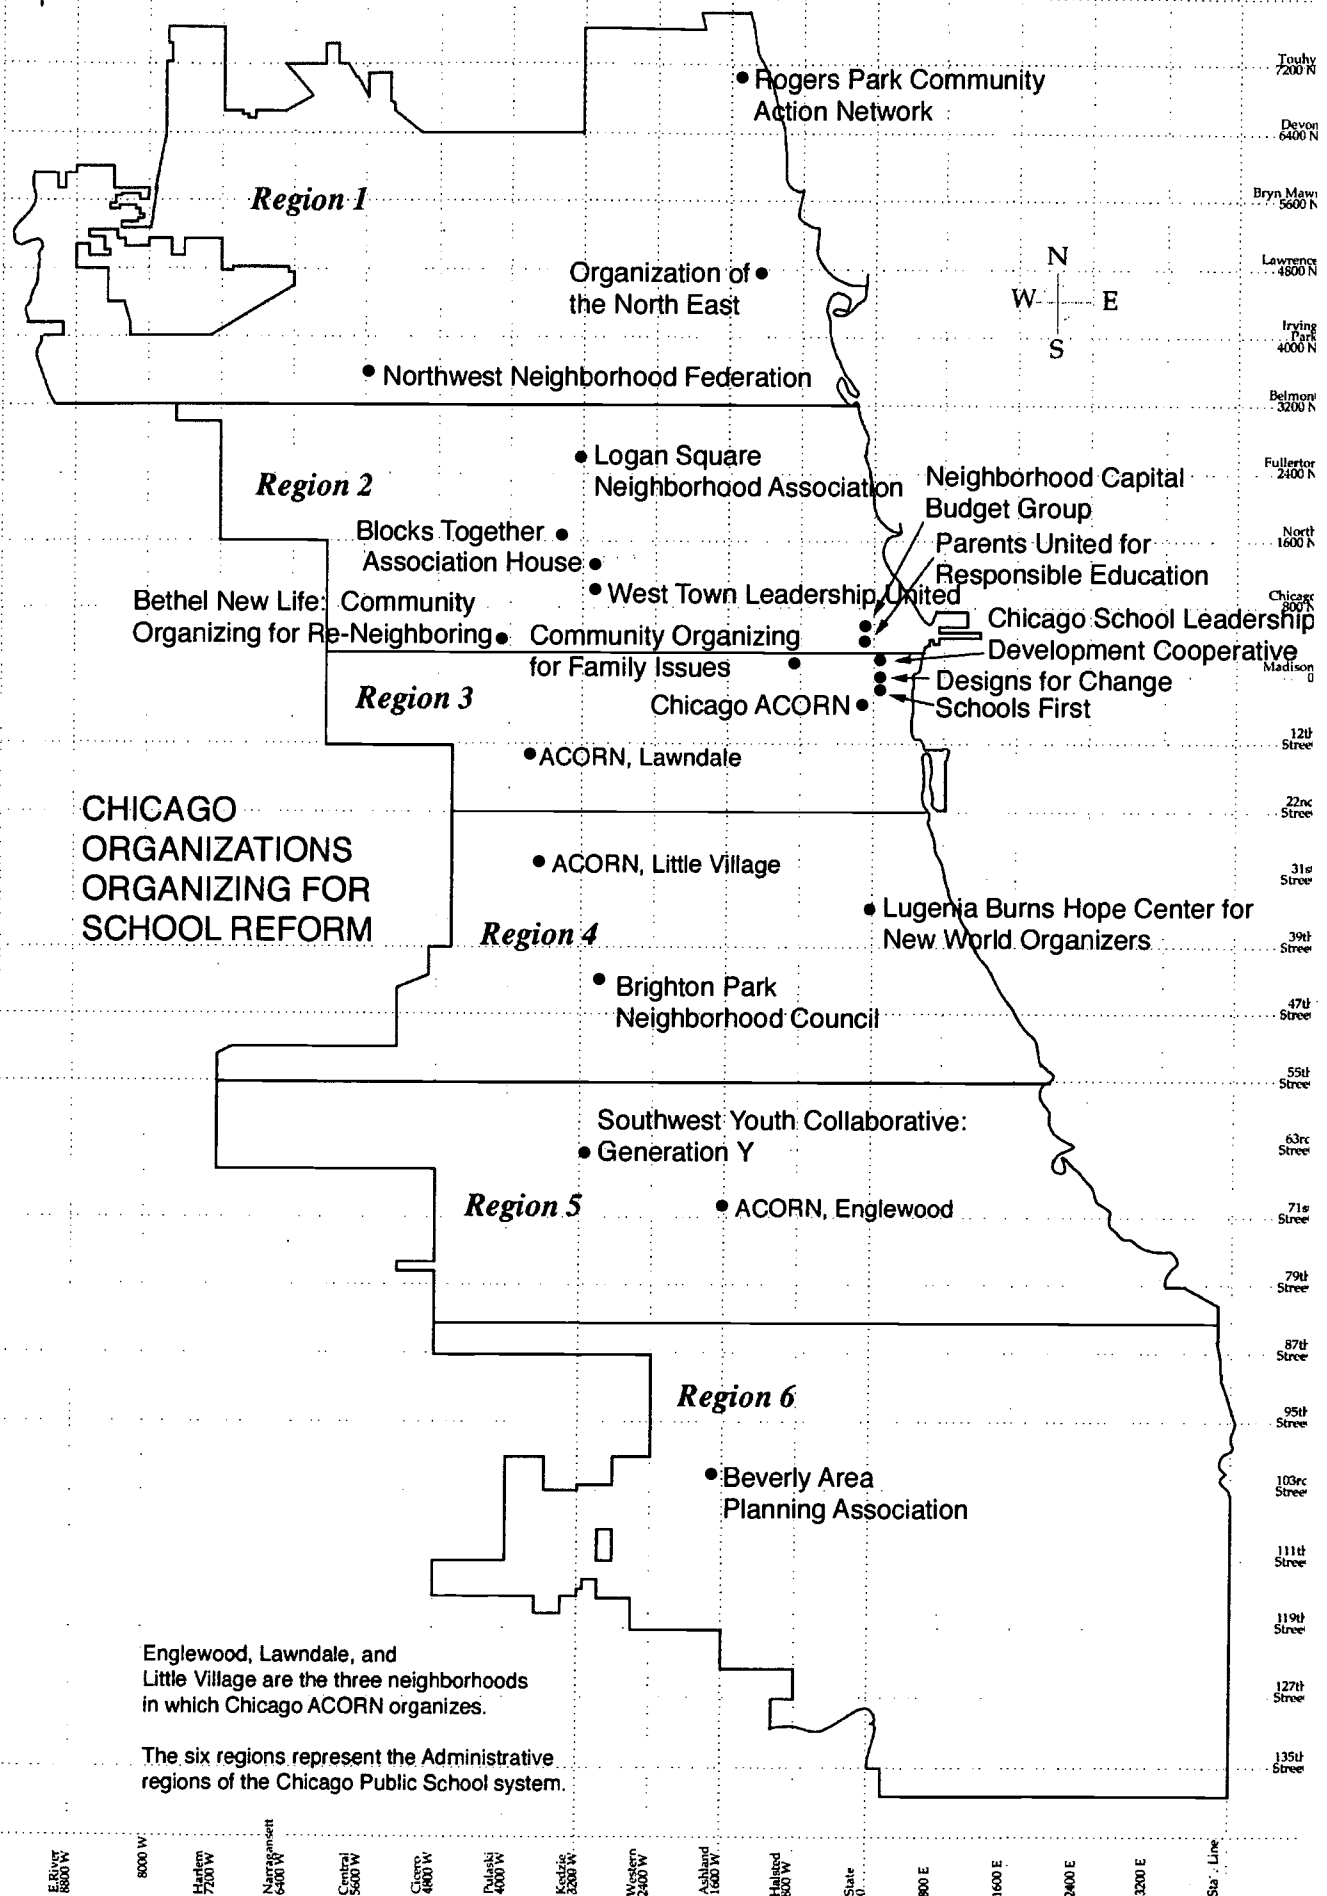 Touhy
7200 N
Rogers Park Community
Action Network
Devon
6400 N
Region 1
Bryn Maw
5600 N
N
W E
S
Organization of
the North East
Lawrence
4800 N
Irving
Park
4000 N
Northwest Neighborhood Federation
Belmont
3200 N
Region 2
Logan Square
Neighborhood Association
Fullerton
2400 N
Neighborhood Capital
Budget Group
Blocks Together
Association House
North
1600 N
Parents United for
Responsible Education
West Town Leadership United
Chicago
800 N
Bethel New Life: Community
Organizing for Re-Neighboring
Community Organizing
for Family Issues
Chicago School Leadership
Development Cooperative
Madison
0
Designs for Change
Schools First
Region 3
Chicago ACORN
12th
Street
ACORN, Lawndale
CHICAGO
ORGANIZATIONS
ORGANIZING FOR
SCHOOL REFORM
22nd
Street
ACORN, Little Village
31st
Street
Lugenia Burns Hope Center for
New World Organizers
Region 4
39th
Street
Brighton Park
Neighborhood Council
47th
Street
55th
Street
Southwest Youth Collaborative:
Generation Y
63rd
Street
Region 5
ACORN, Englewood
71st
Street
79th
Street
87th
Street
Region 6
95th
Street
Beverly Area
Planning Association
103rd
Street
111th
Street
119th
Street
Englewood, Lawndale, and
Little Village are the three neighborhoods
in which Chicago ACORN organizes.
127th
Street
The six regions represent the Administrative
regions of the Chicago Public School system.
135th
Street
E.River
8800 W
8000 W
Harlem
7200 W
Narragansett
6400 W
Central
5600 W
Cicero
4800 W
Pulaski
4000 W
Kedzie
3200 W
Western
2400 W
Ashland
1600 W
Halsted
800 W
State
0
800 E
1600 E
2400 E
3200 E
Line